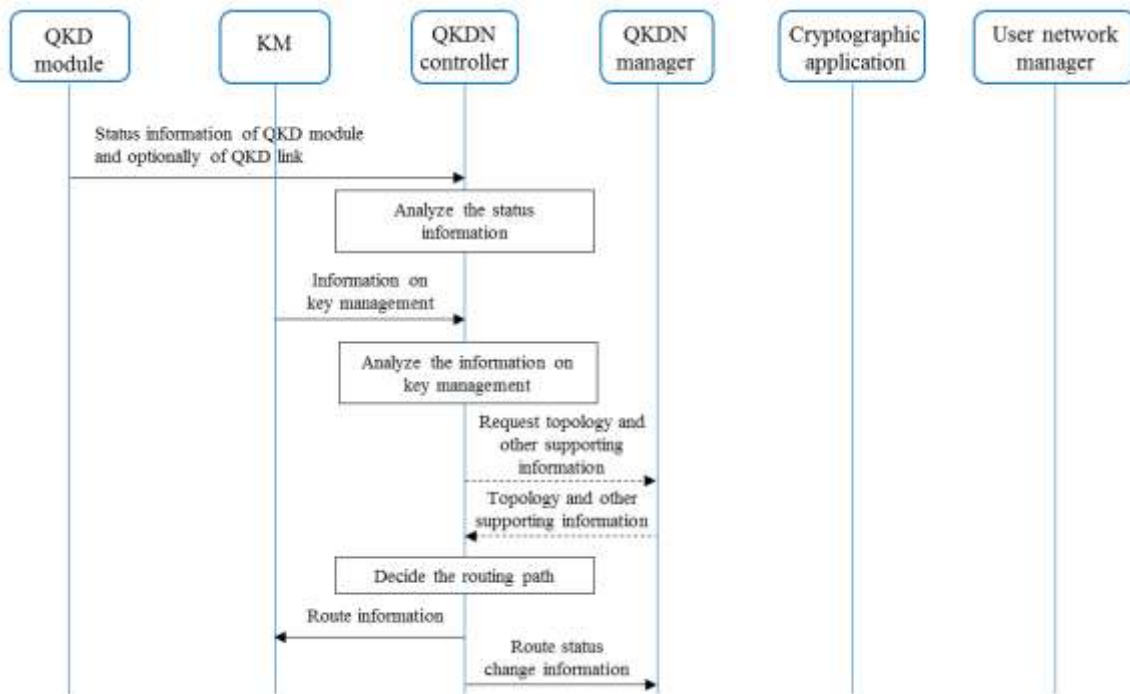 QKD
module
KM
QKDN
controller
QKDN
manager
Cryptographic
application
User network
manager
Status information of QKD module
and optionally of QKD link
Analyze the status
information
Information on
key management
Analyze the information on
key management
Request topology and
other supporting
information
Topology and other
supporting information
Decide the routing path
Route information
Route status
change information